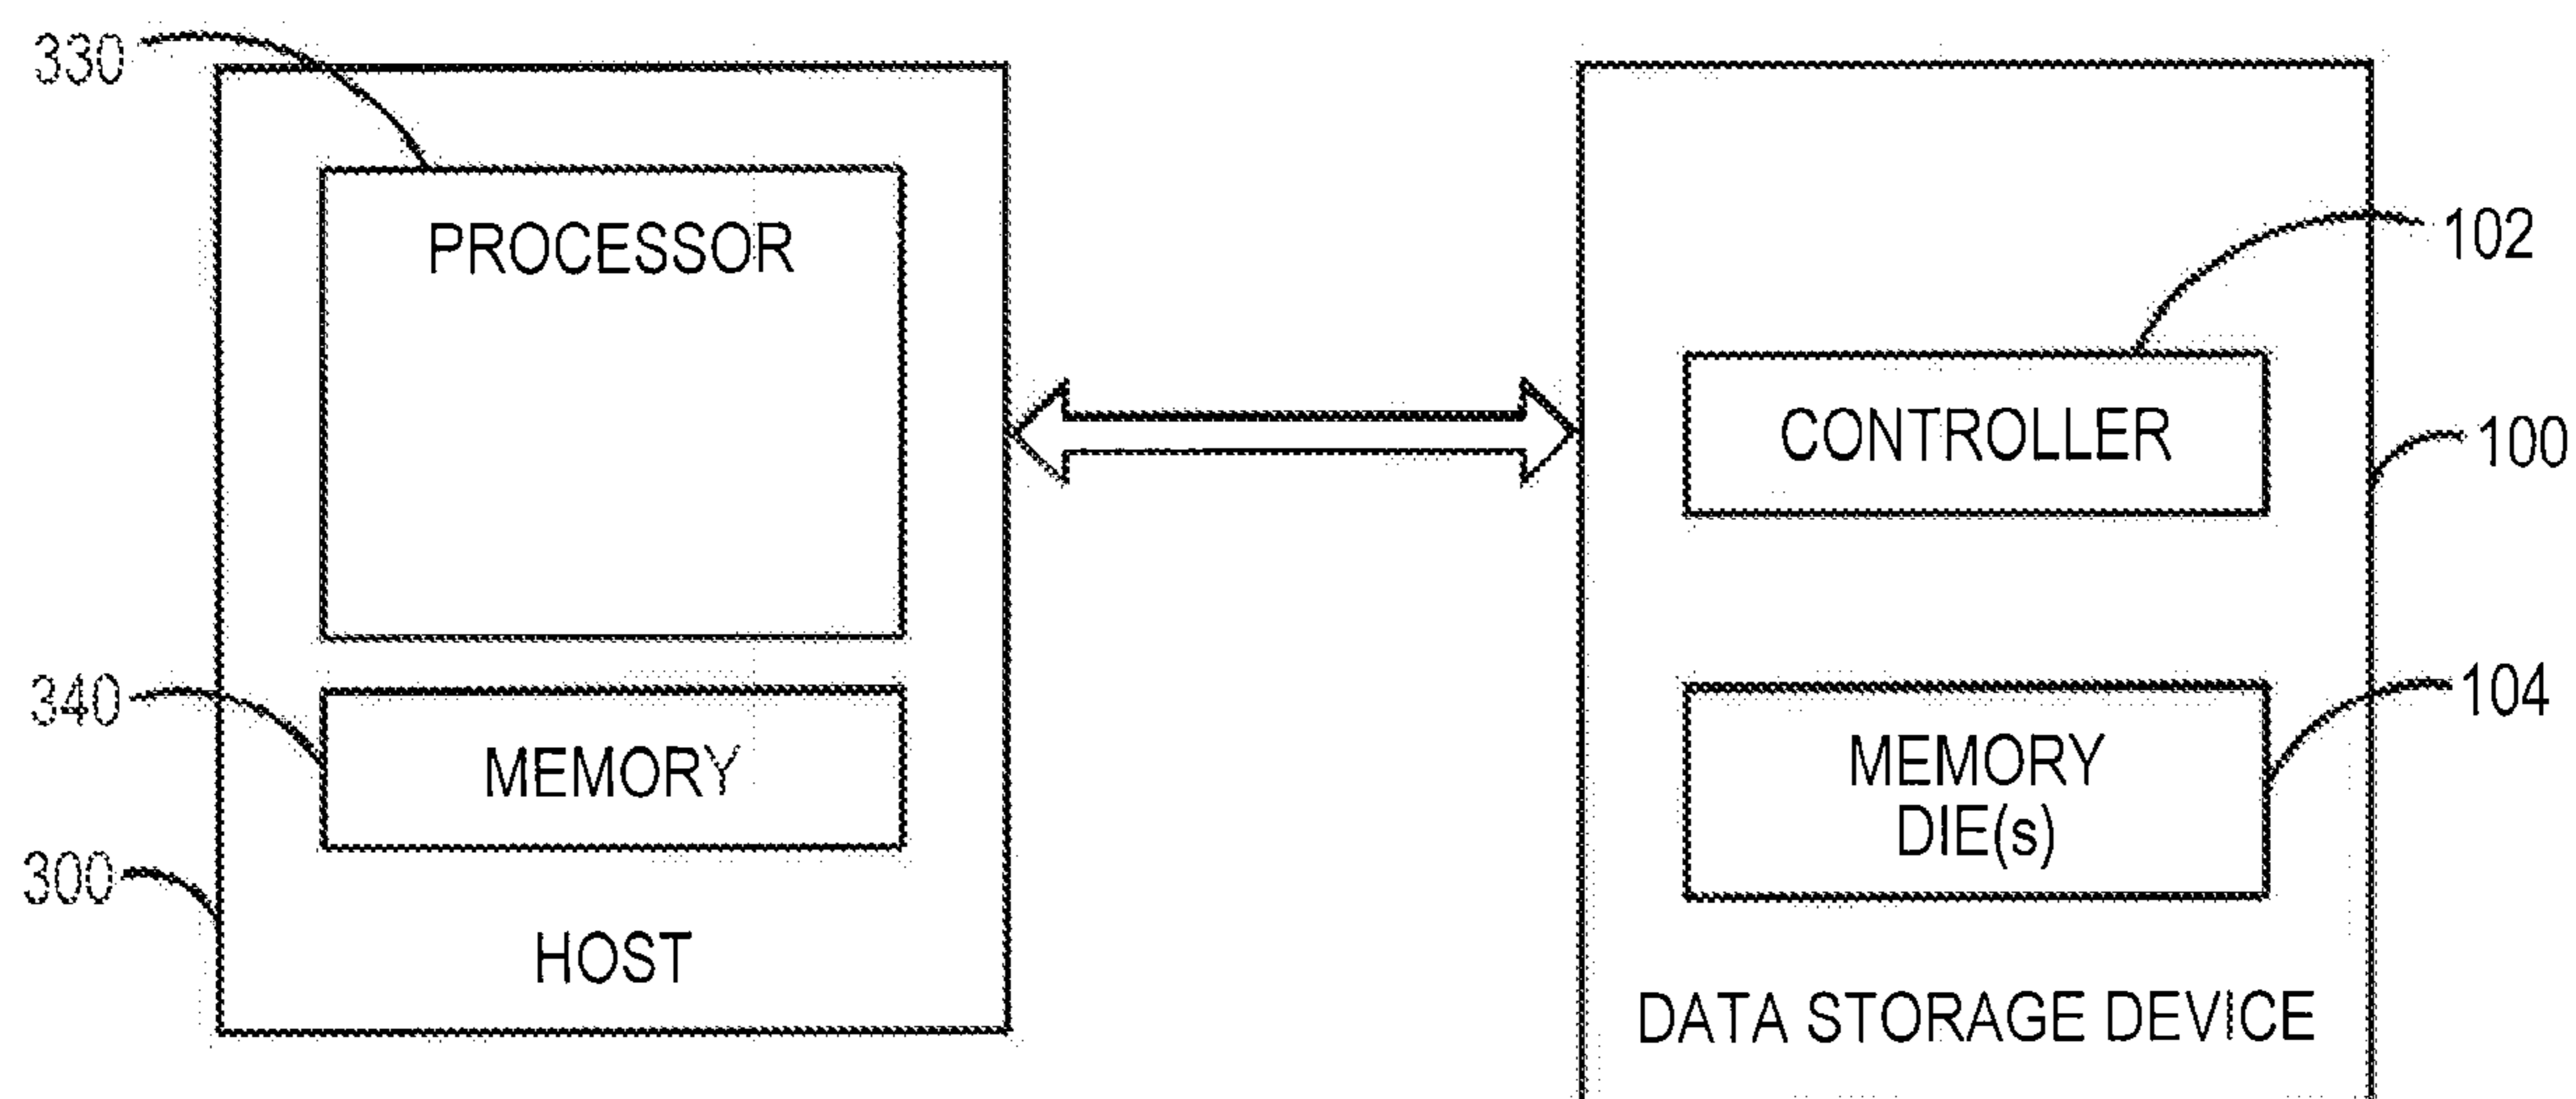 330
PROCESSOR
340
MEMORY
300
HOST
102
CONTROLLER
100
104
MEMORY
DIE(s)
DATA STORAGE DEVICE